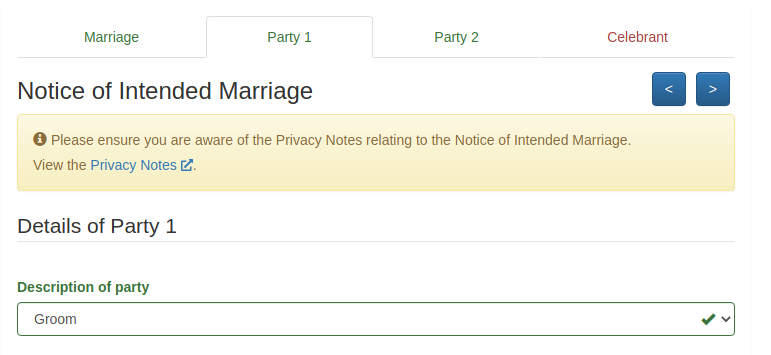 Marriage Party 1 Party 2 Celebrant
Notice of Intended Marriage < >
Please ensure you are aware of the Privacy Notes relating to the Notice of Intended Marriage.
View the Privacy Notes.
Details of Party 1
Description of party
Groom